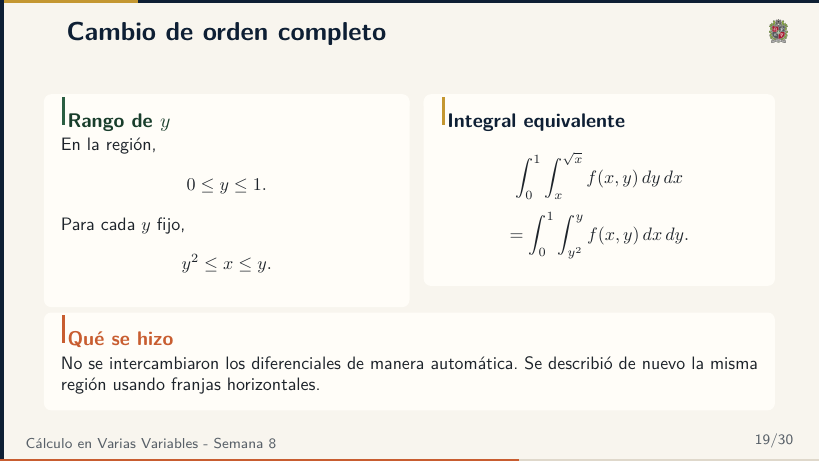 Cambio de orden completo
Rango de y
En la región,
0 ≤ y ≤ 1.
Para cada y fijo,
y² ≤ x ≤ y.
Integral equivalente
∫₀¹ ∫ₓ^√x f(x, y) dy dx
= ∫₀¹ ∫_{y²}^{y} f(x, y) dx dy.
Qué se hizo
No se intercambiaron los diferenciales de manera automática. Se describió de nuevo la misma
región usando franjas horizontales.
Cálculo en Varias Variables - Semana 8
19/30